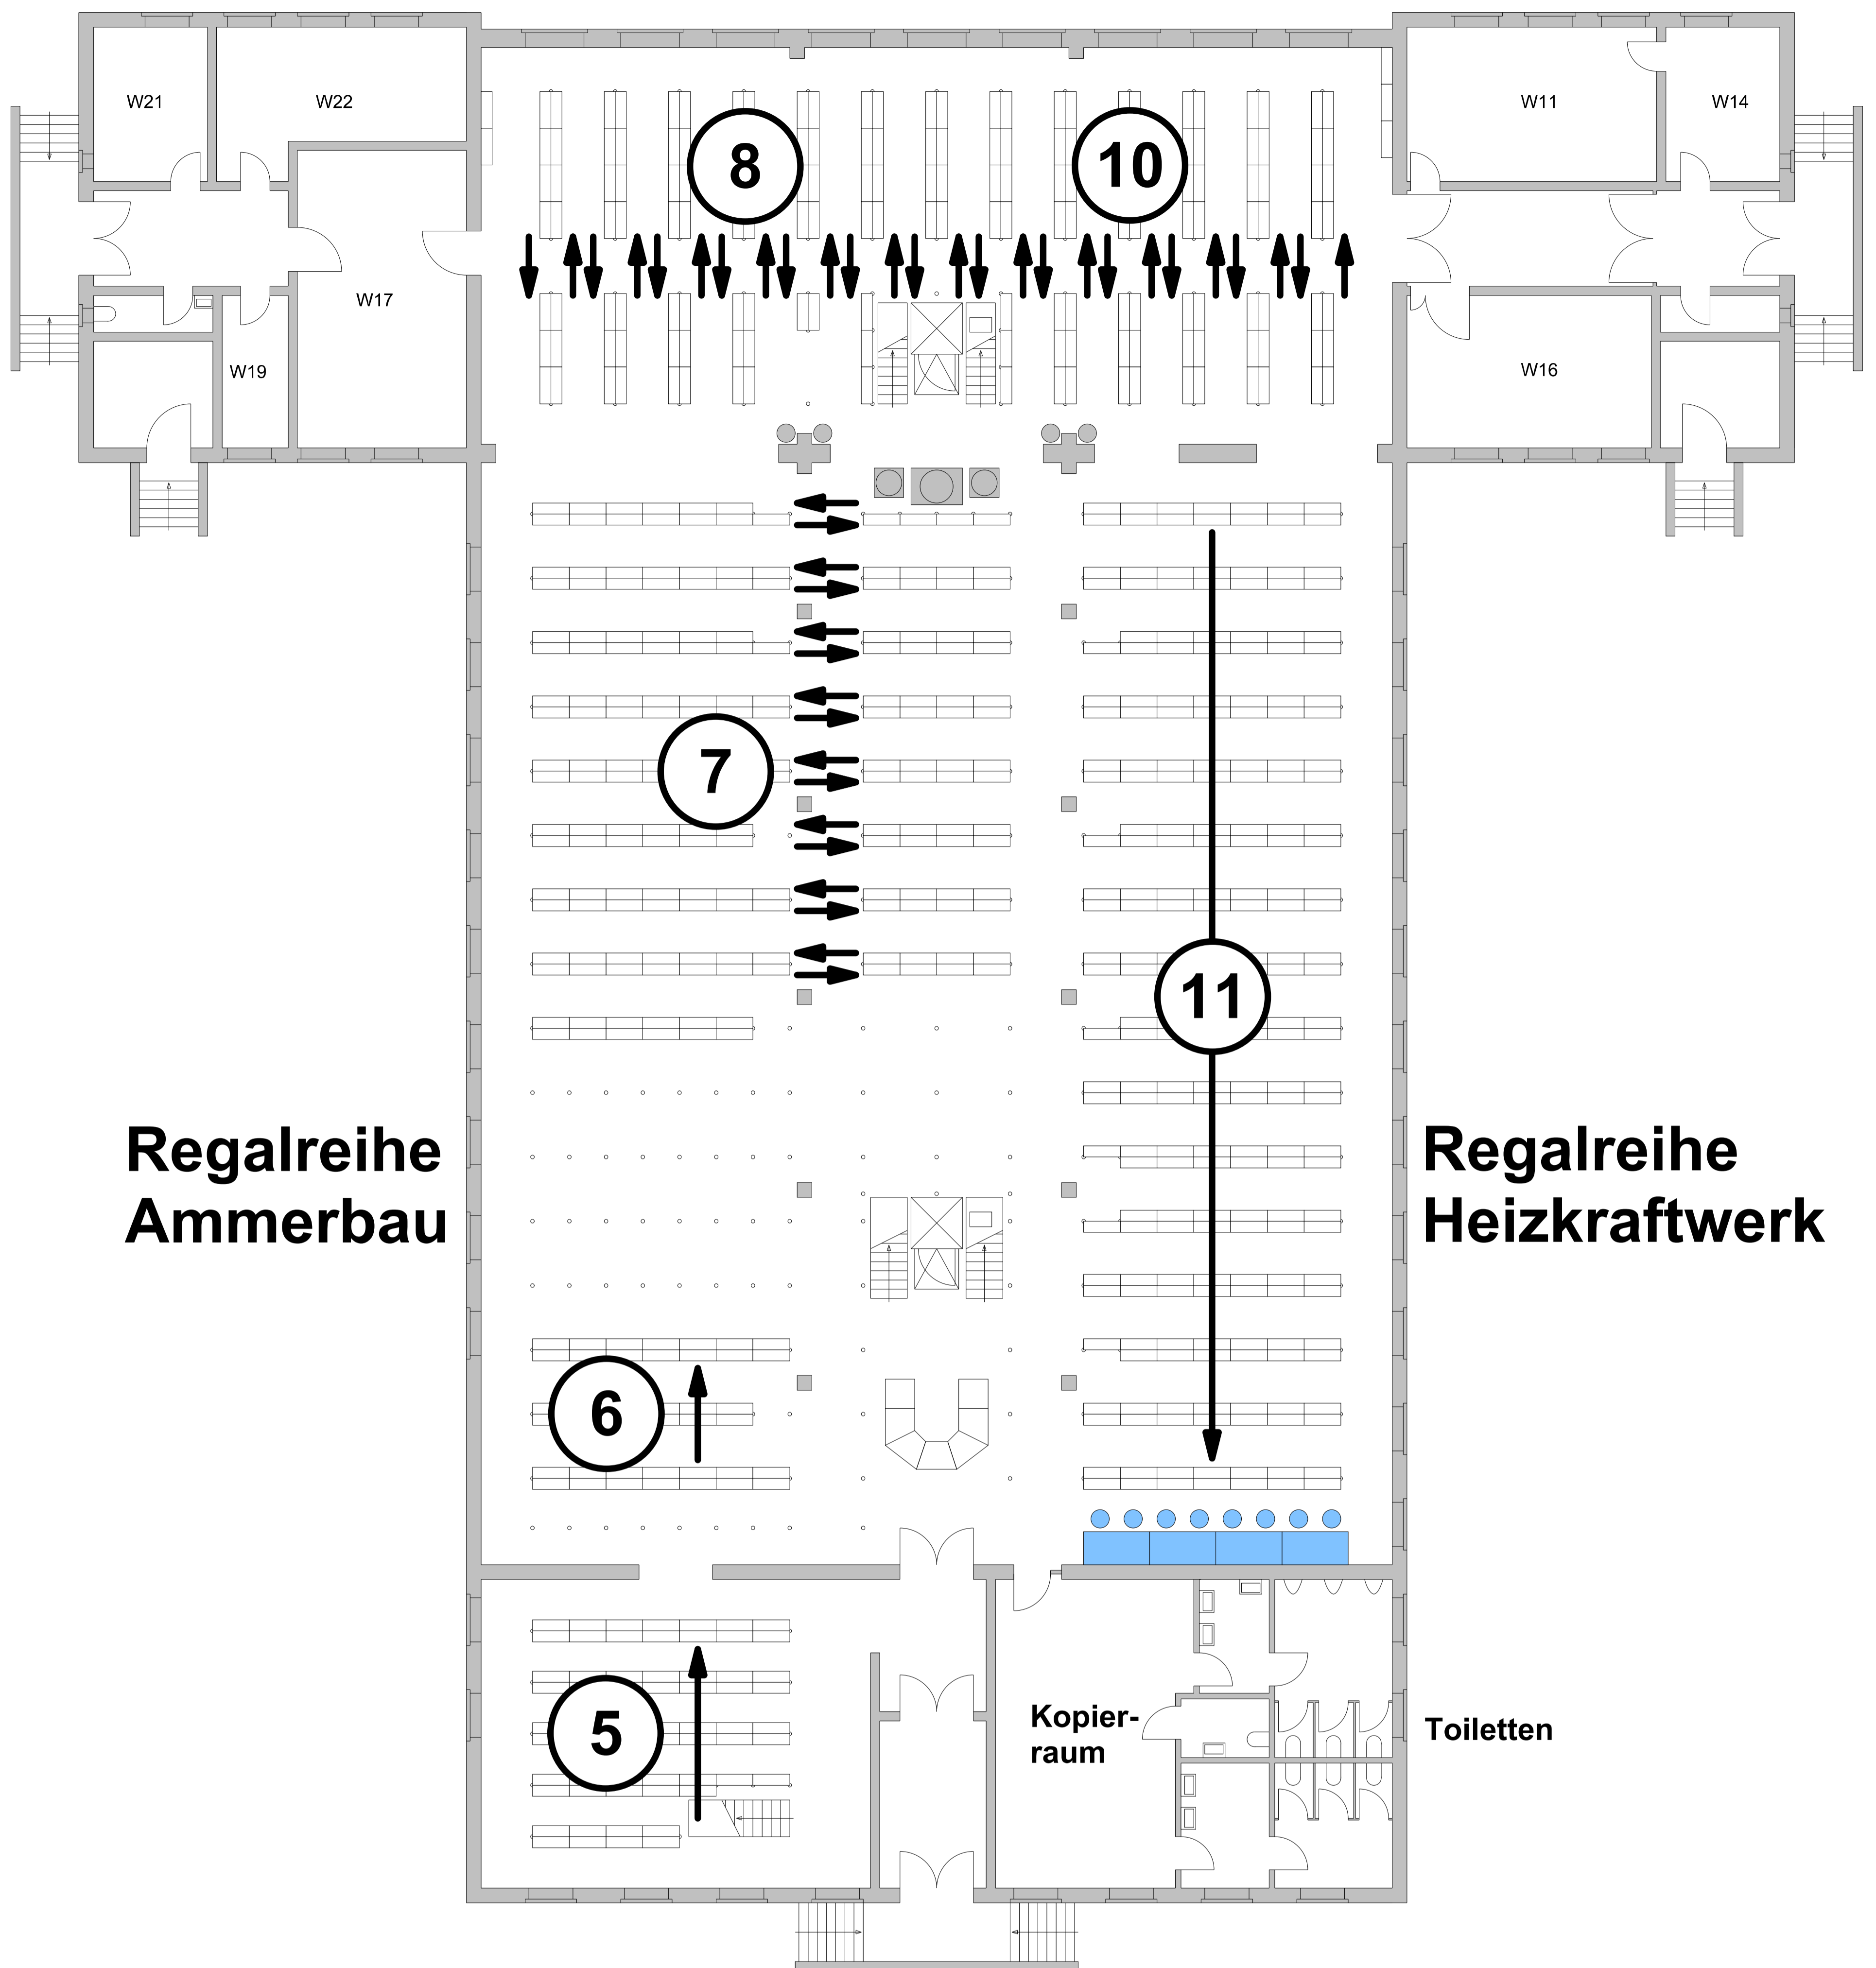 W21
W22
W11
W14
8
10
W17
W19
W16
7
11
Regalreihe
Ammerbau
Regalreihe
Heizkraftwerk
6
5
Kopier-
raum
Toiletten